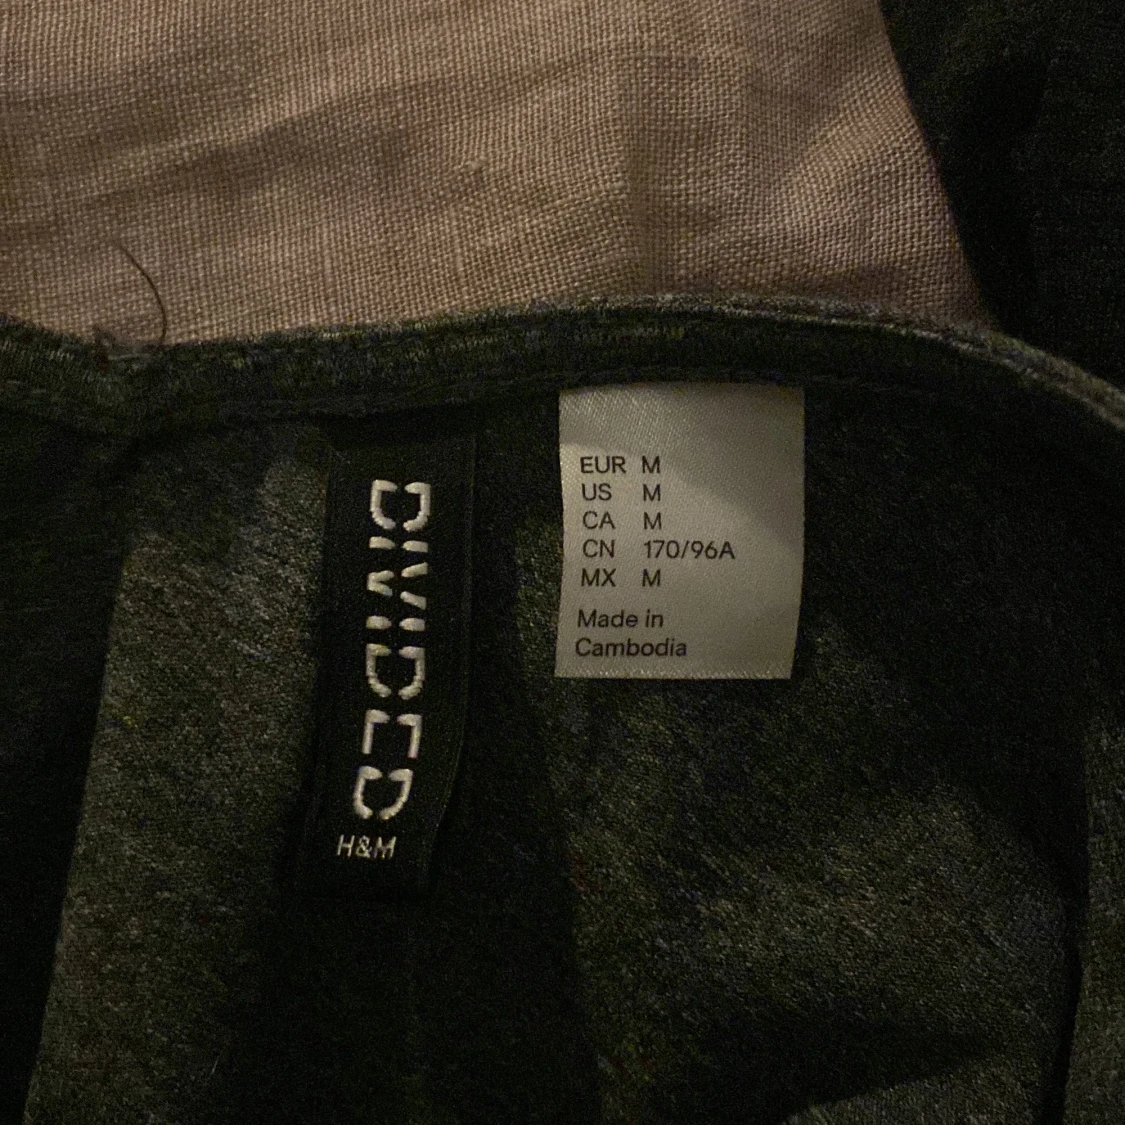 DIVIDED
H&M
EUR M
US M
CA M
CN 170/96A
MX M
Made in
Cambodia